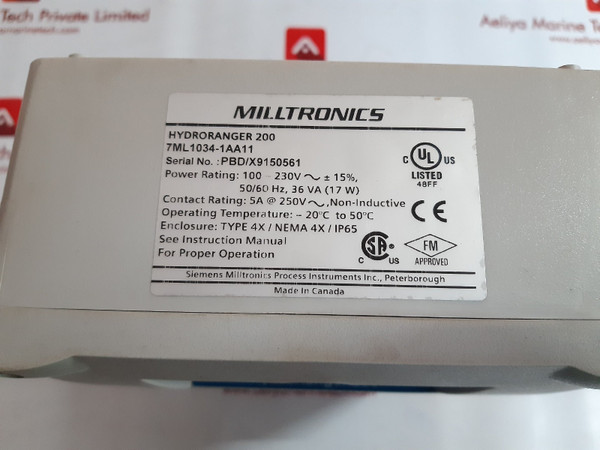 Tech Private Limited
Aeliya Marine Tech
MILLTRONICS
HYDRORANGER 200
7ML1034-1AA11
Serial No. :PBD/X9150561
Power Rating: 100 - 230V ~ ± 15%,
50/60 Hz, 36 VA (17 W)
Contact Rating: 5A @ 250V ~, Non-Inductive
Operating Temperature: - 20°C to 50°C
Enclosure: TYPE 4X / NEMA 4X / IP65
See Instruction Manual
For Proper Operation
C UL US
LISTED
48FF
CE
C SA ® US
FM
APPROVED
Siemens Milltronics Process Instruments Inc., Peterborough
Made In Canada